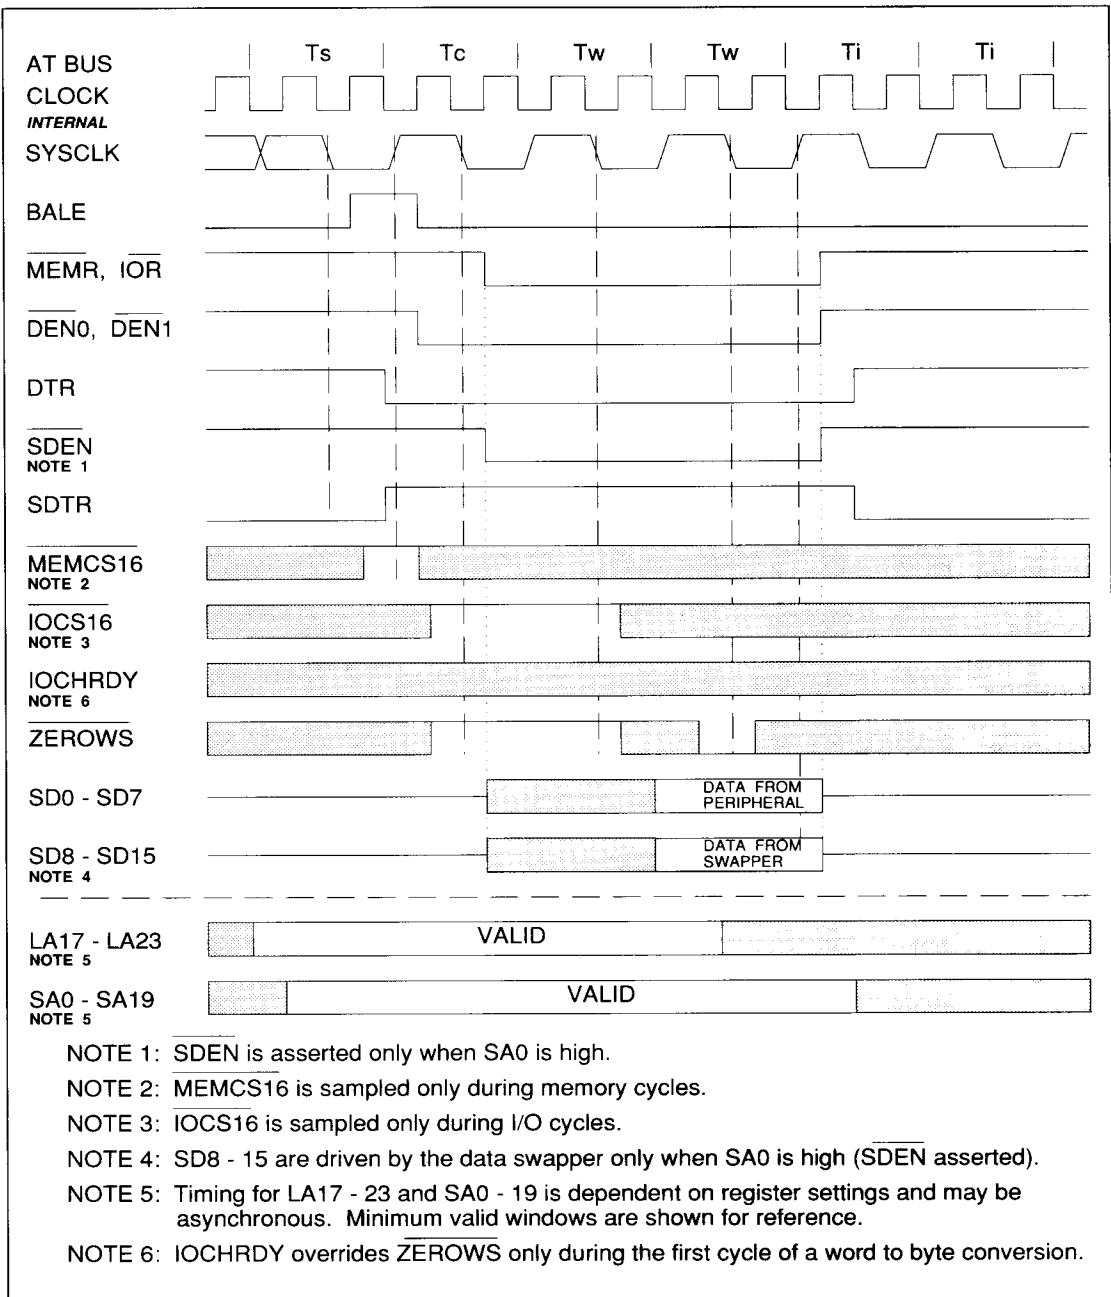 Ts Tc Tw Tw Ti Ti
AT BUS
CLOCK
INTERNAL
SYSCLK
BALE
MEMR, IOR
DEN0, DEN1
DTR
SDEN
NOTE 1
SDTR
MEMCS16
NOTE 2
IOCS16
NOTE 3
IOCHRDY
NOTE 6
ZEROWS
SD0 - SD7
DATA FROM
PERIPHERAL
SD8 - SD15
NOTE 4
DATA FROM
SWAPPER
LA17 - LA23
NOTE 5
VALID
SA0 - SA19
NOTE 5
VALID
NOTE 1: SDEN is asserted only when SA0 is high.
NOTE 2: MEMCS16 is sampled only during memory cycles.
NOTE 3: IOCS16 is sampled only during I/O cycles.
NOTE 4: SD8 - 15 are driven by the data swapper only when SA0 is high (SDEN asserted).
NOTE 5: Timing for LA17 - 23 and SA0 - 19 is dependent on register settings and may be
asynchronous. Minimum valid windows are shown for reference.
NOTE 6: IOCHRDY overrides ZEROWS only during the first cycle of a word to byte conversion.